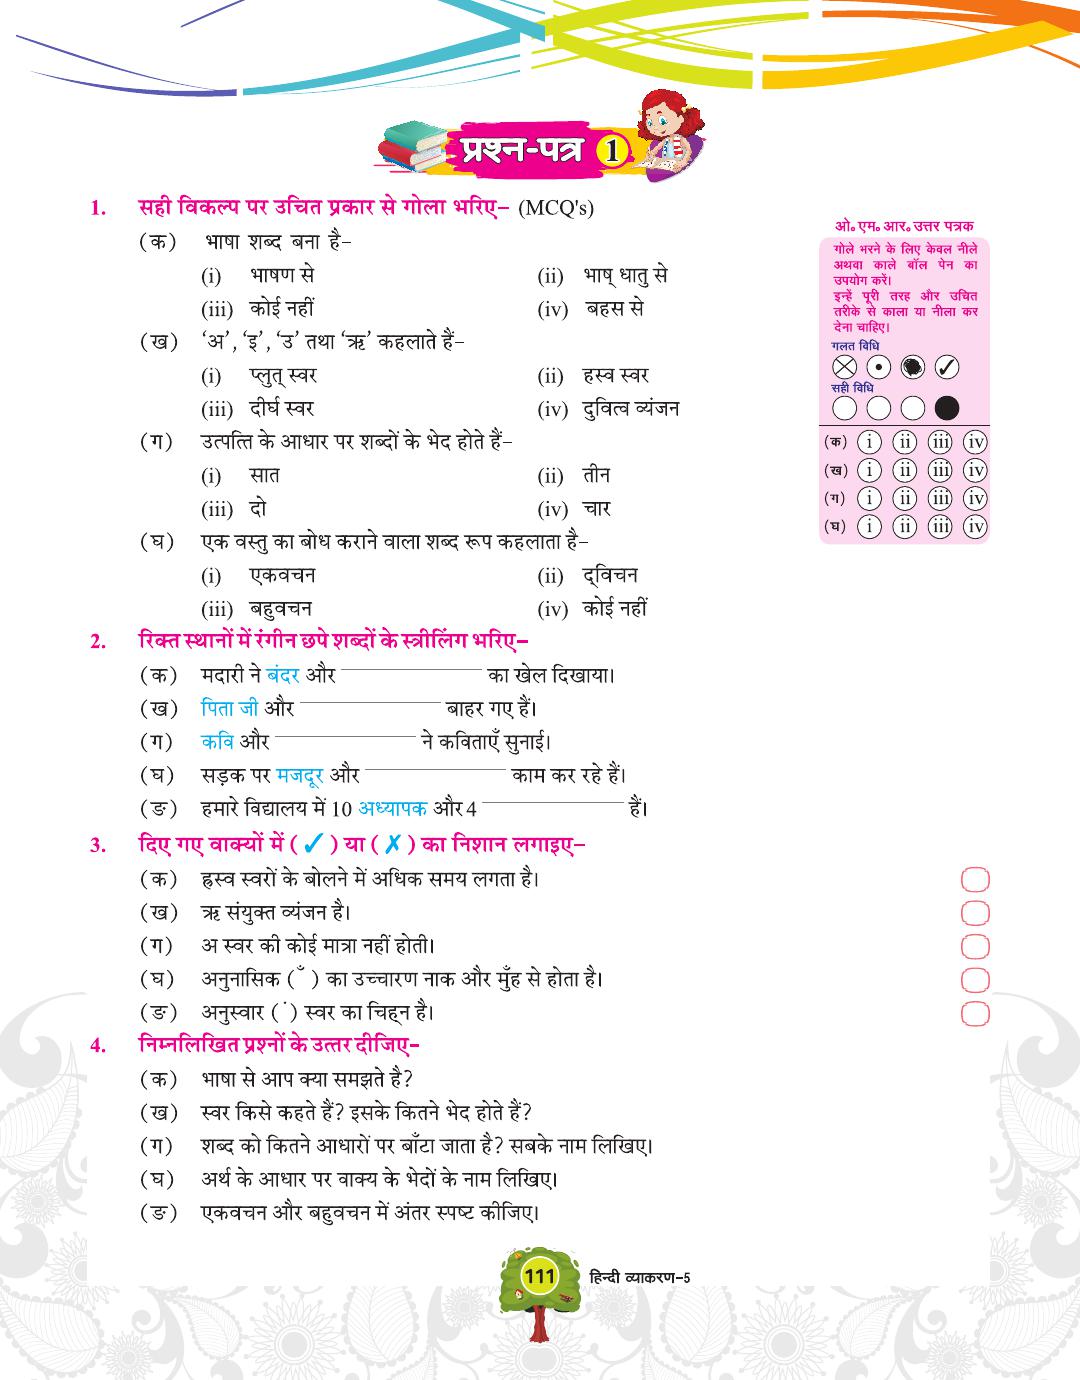 प्रश्न-पत्र 1
1. सही विकल्प पर उचित प्रकार से गोला भरिए– (MCQ's)
(क) भाषा शब्द बना है–
(i) भाषण से (ii) भाष् धातु से
(iii) कोई नहीं (iv) बहस से
(ख) ‘अ’, ‘इ’, ‘उ’ तथा ‘ऋ’ कहलाते हैं–
(i) प्लुत् स्वर (ii) हस्व स्वर
(iii) दीर्घ स्वर (iv) दुवित्व व्यंजन
(ग) उत्पत्ति के आधार पर शब्दों के भेद होते हैं–
(i) सात (ii) तीन
(iii) दो (iv) चार
(घ) एक वस्तु का बोध कराने वाला शब्द रूप कहलाता है–
(i) एकवचन (ii) द्विचन
(iii) बहुवचन (iv) कोई नहीं
ओ. एम. आर. उत्तर पत्रक
गोले भरने के लिए केवल नीले
अथवा काले बॉल पेन का
उपयोग करें।
इन्हें पूरी तरह और उचित
तरीके से काला या नीला कर
देना चाहिए।
गलत विधि
सही विधि
(क) i ii iii iv
(ख) i ii iii iv
(ग) i ii iii iv
(घ) i ii iii iv
2. रिक्त स्थानों में रंगीन छपे शब्दों के स्त्रीलिंग भरिए–
(क) मदारी ने बंदर और ____________ का खेल दिखाया।
(ख) पिता जी और ____________ बाहर गए हैं।
(ग) कवि और ____________ ने कविताएँ सुनाई।
(घ) सड़क पर मजदूर और ____________ काम कर रहे हैं।
(ङ) हमारे विद्यालय में 10 अध्यापक और 4 ____________ हैं।
3. दिए गए वाक्यों में ( ✓ ) या ( ✗ ) का निशान लगाइए–
(क) ह्रस्व स्वरों के बोलने में अधिक समय लगता है।
(ख) ऋ संयुक्त व्यंजन है।
(ग) अ स्वर की कोई मात्रा नहीं होती।
(घ) अनुनासिक ( ँ ) का उच्चारण नाक और मुँह से होता है।
(ङ) अनुस्वार ( ं ) स्वर का चिह्न है।
4. निम्नलिखित प्रश्नों के उत्तर दीजिए–
(क) भाषा से आप क्या समझते है?
(ख) स्वर किसे कहते हैं? इसके कितने भेद होते हैं?
(ग) शब्द को कितने आधारों पर बाँटा जाता है? सबके नाम लिखिए।
(घ) अर्थ के आधार पर वाक्य के भेदों के नाम लिखिए।
(ङ) एकवचन और बहुवचन में अंतर स्पष्ट कीजिए।
111 हिन्दी व्याकरण–5